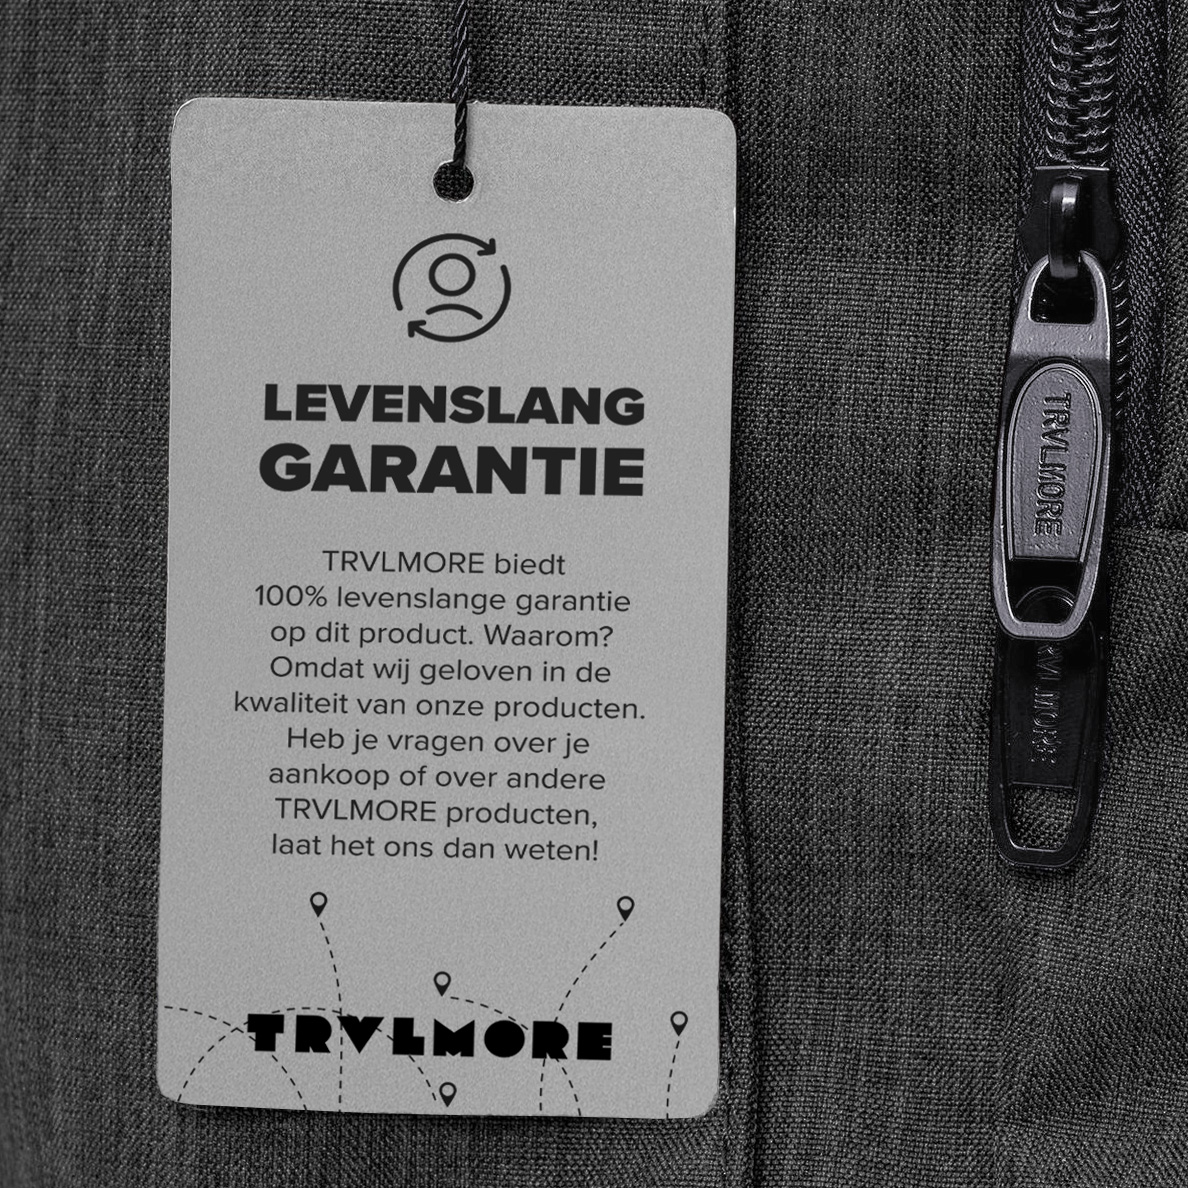 LEVENSLANG
GARANTIE
TRVLMORE biedt
100% levenslange garantie
op dit product. Waarom?
Omdat wij geloven in de
kwaliteit van onze producten.
Heb je vragen over je
aankoop of over andere
TRVLMORE producten,
laat het ons dan weten!
TRVLMORE
TRVLMORE
TRVLMORE